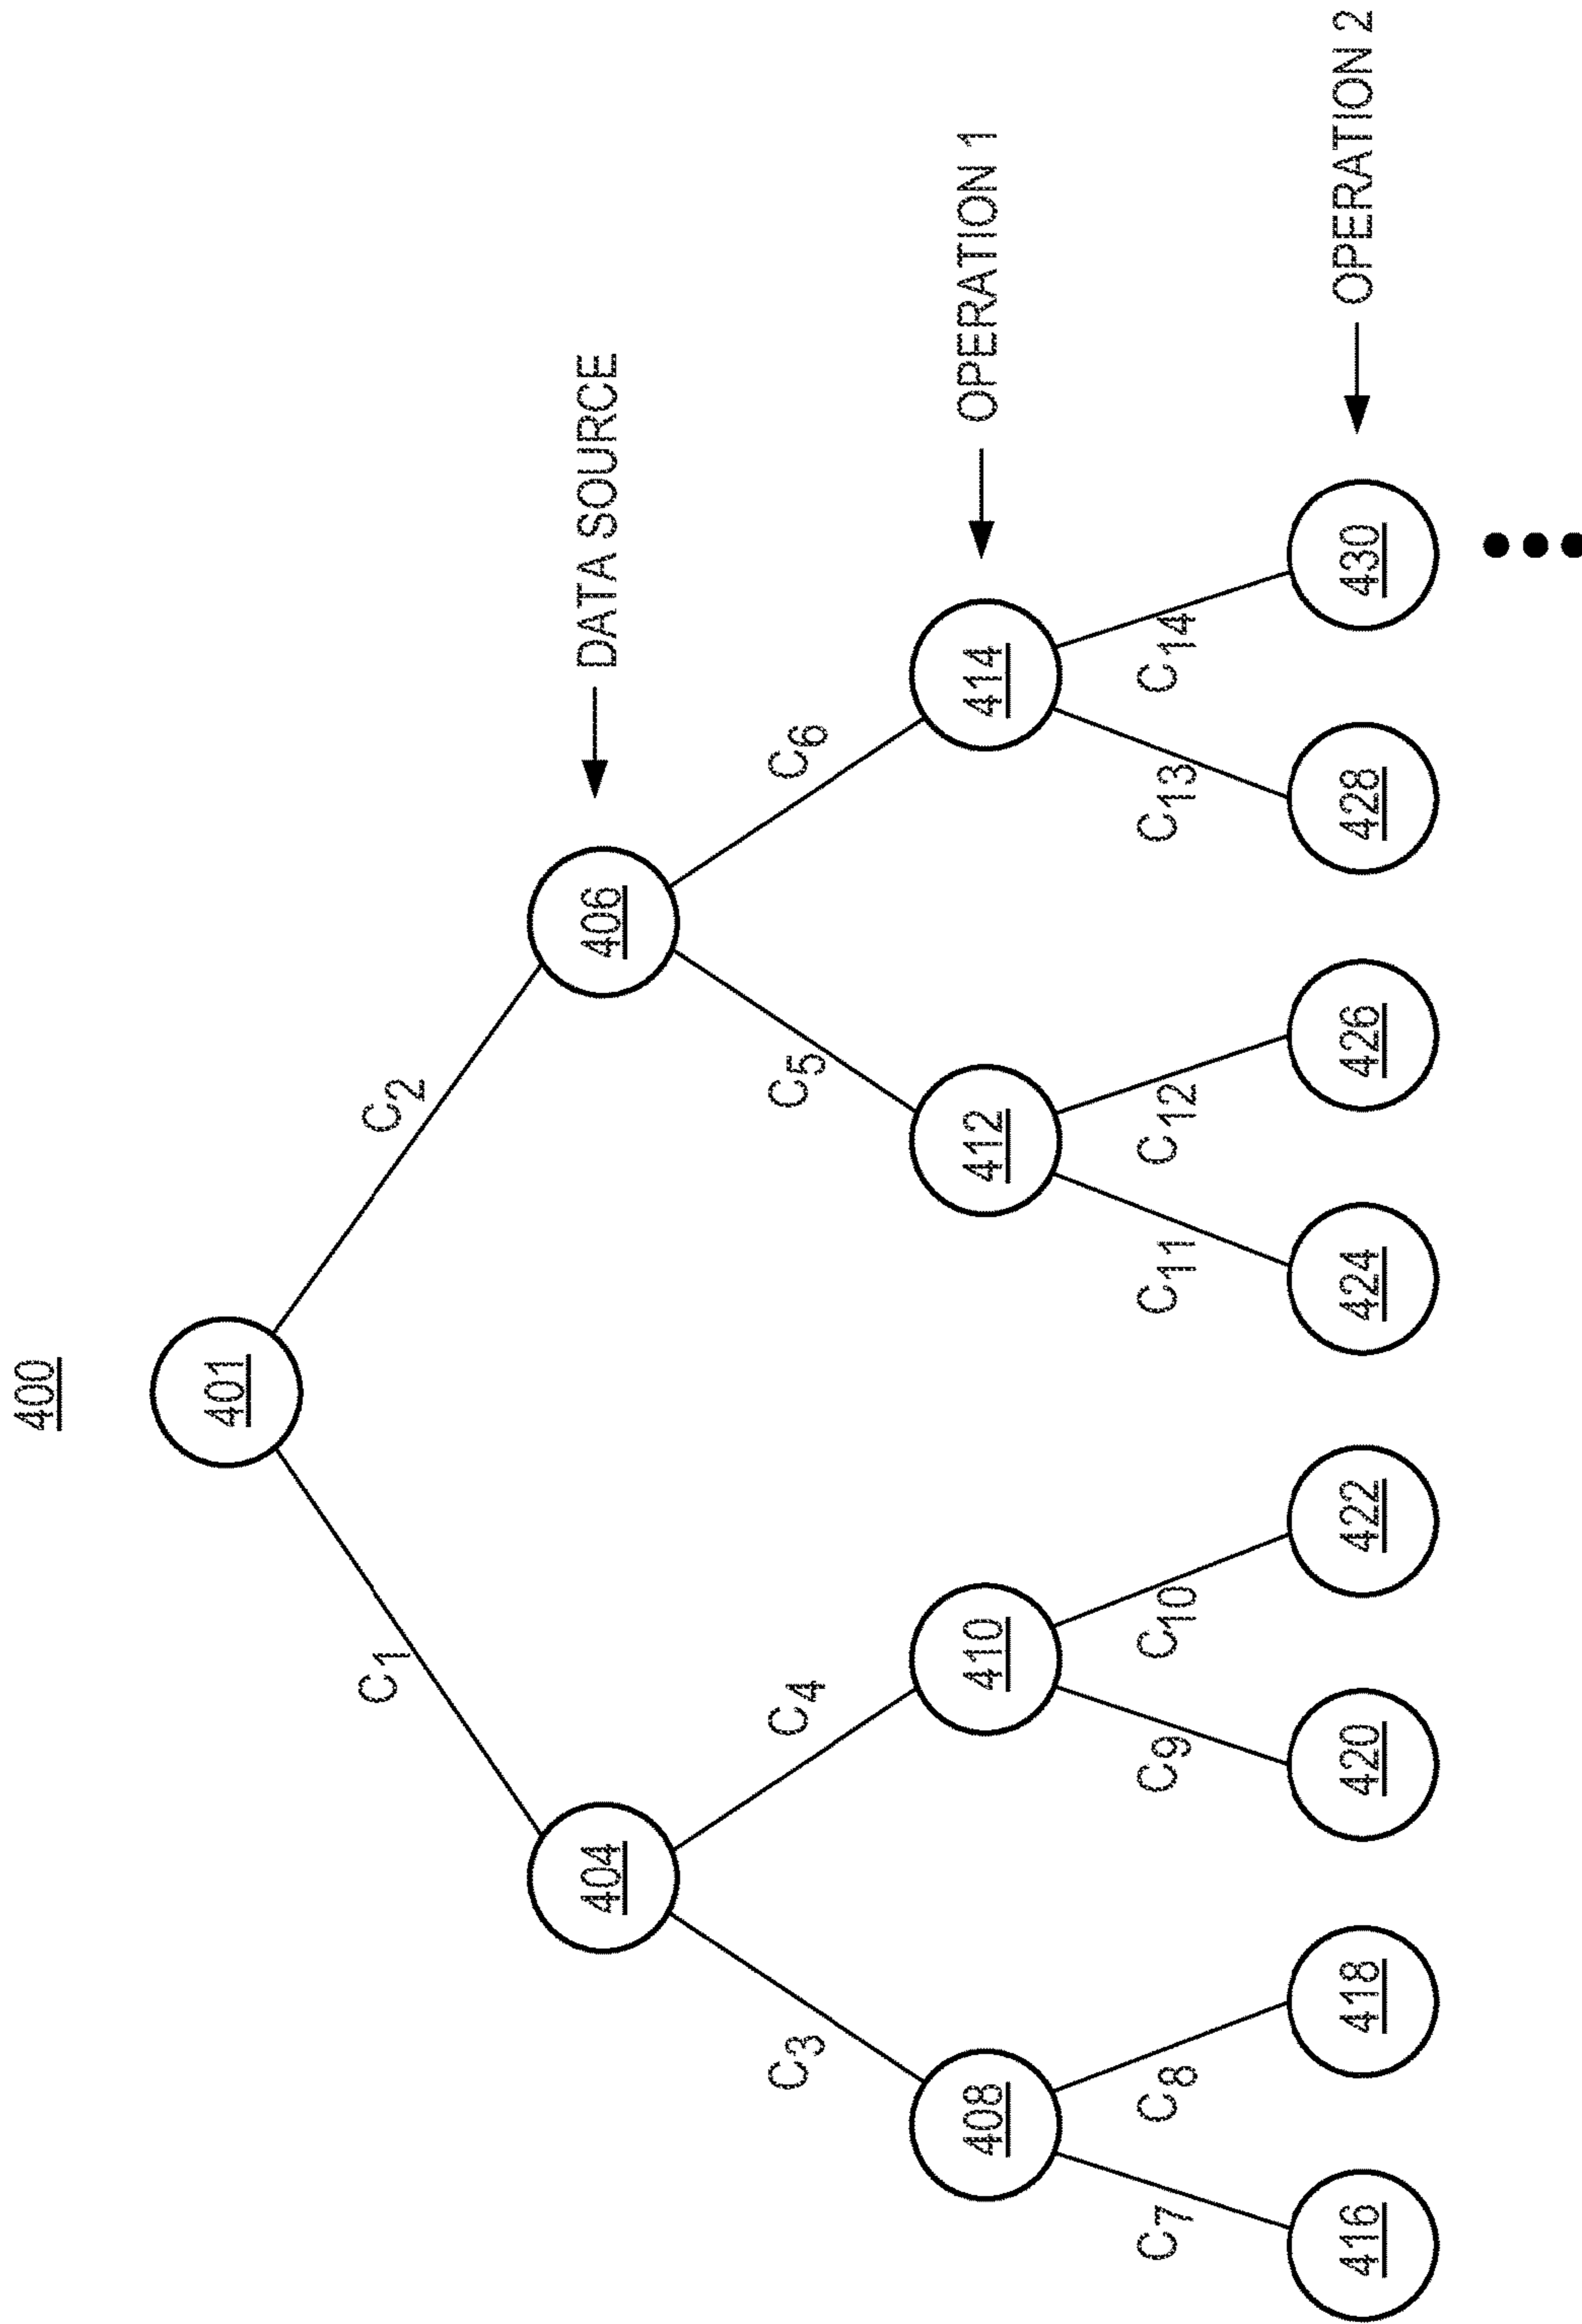 400
401
C1
C2
404
406
DATA SOURCE
C3
C4
C5
C6
408
410
412
414
OPERATION 1
C7
C8
C9
C10
C11
C12
C13
C14
416
418
420
422
424
426
428
430
OPERATION 2